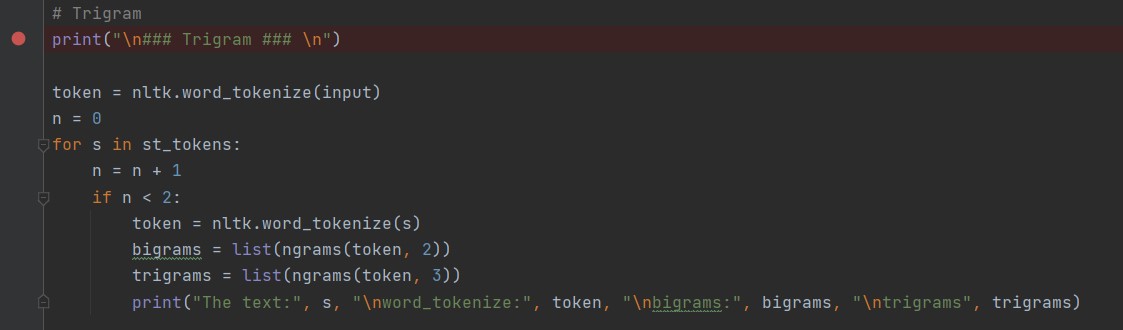 # Trigram
print("\n### Trigram ### \n")
token = nltk.word_tokenize(input)
n = 0
for s in st_tokens:
n = n + 1
if n < 2:
token = nltk.word_tokenize(s)
bigrams = list(ngrams(token, 2))
trigrams = list(ngrams(token, 3))
print("The text:", s, "\nword_tokenize:", token, "\nbigrams:", bigrams, "\ntrigrams", trigrams)